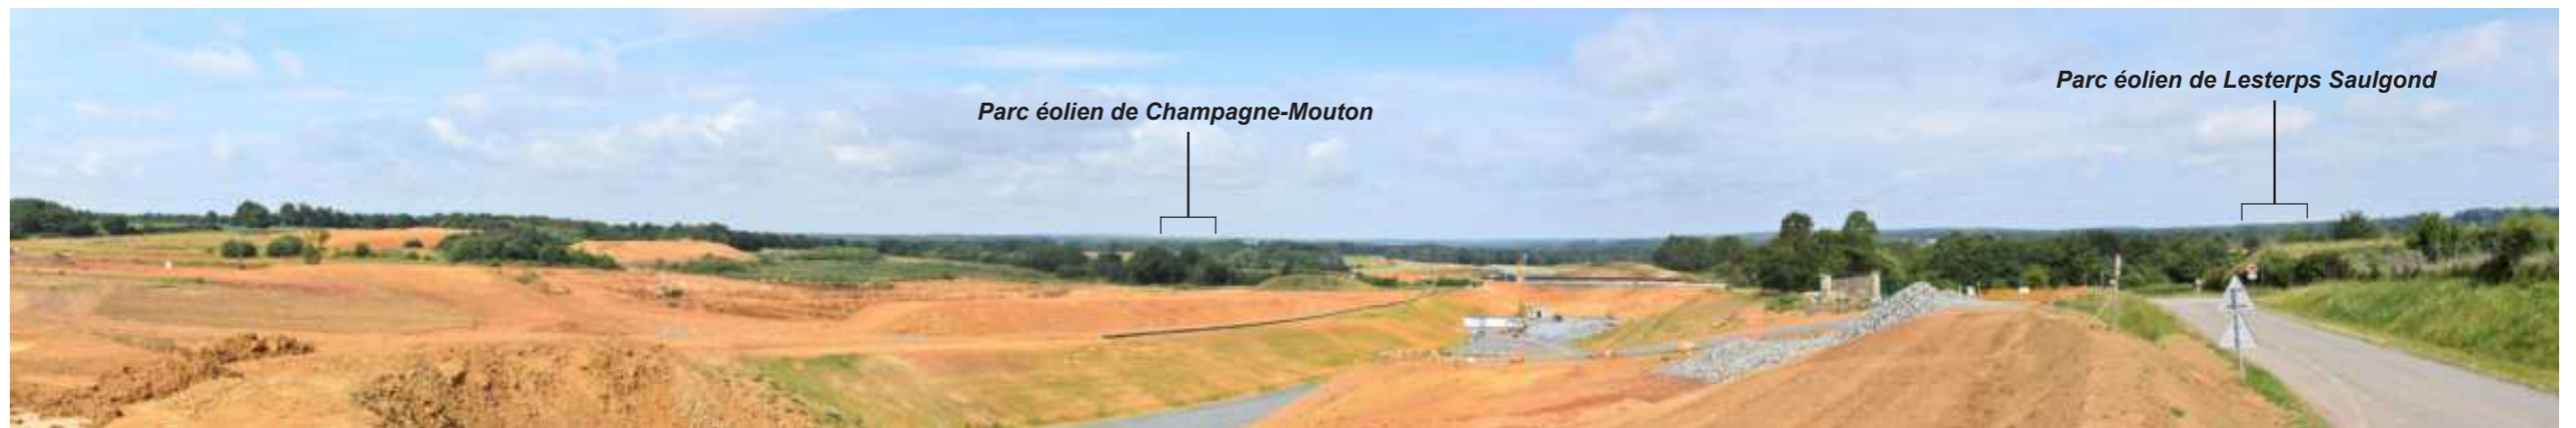 Parc éolien de Lesterps Saulgond
Parc éolien de Champagne-Mouton